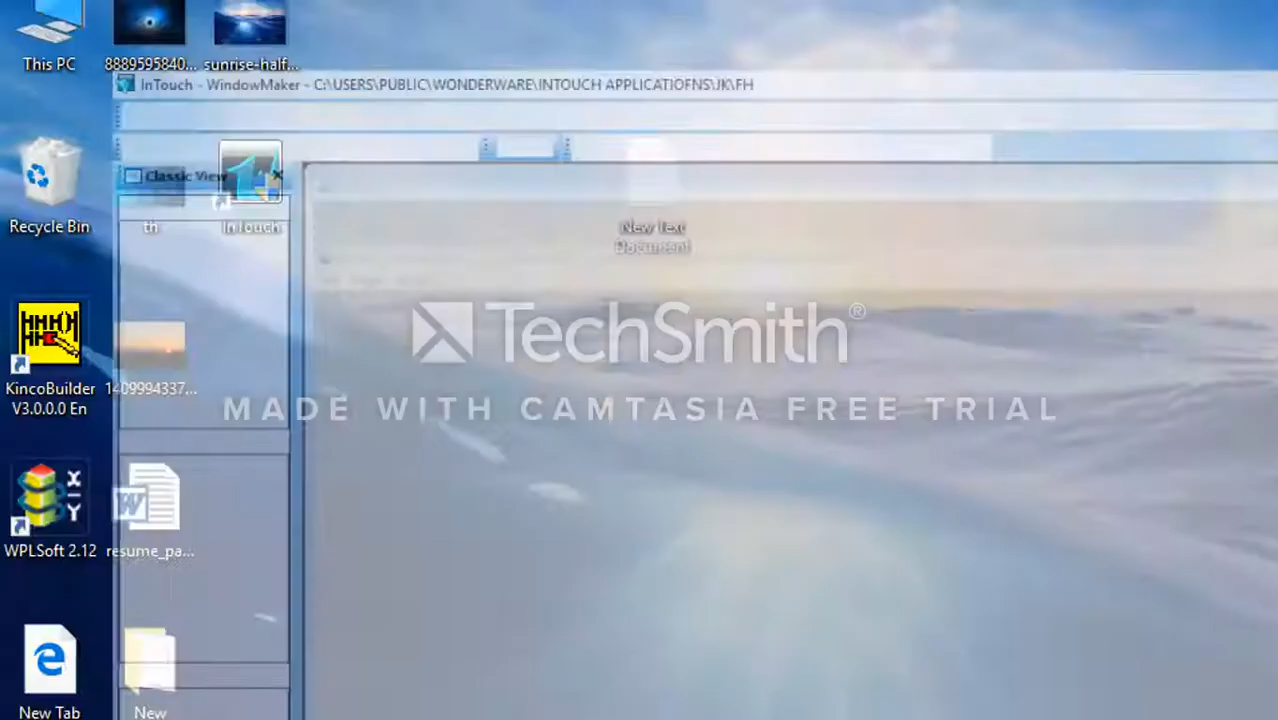 This PC
8889595840...
sunrise-half...
InTouch - WindowMaker - C:\USERS\PUBLIC\WONDERWARE\INTOUCH APPLICATIOFNS\JK\FH
Classic View
Recycle Bin
th
InTouch
New Text
Document
TechSmith®
MADE WITH CAMTASIA FREE TRIAL
KincoBuilder
V3.0.0.0 En
1409994337...
WPLSoft 2.12
resume_pa...
New Tab
New